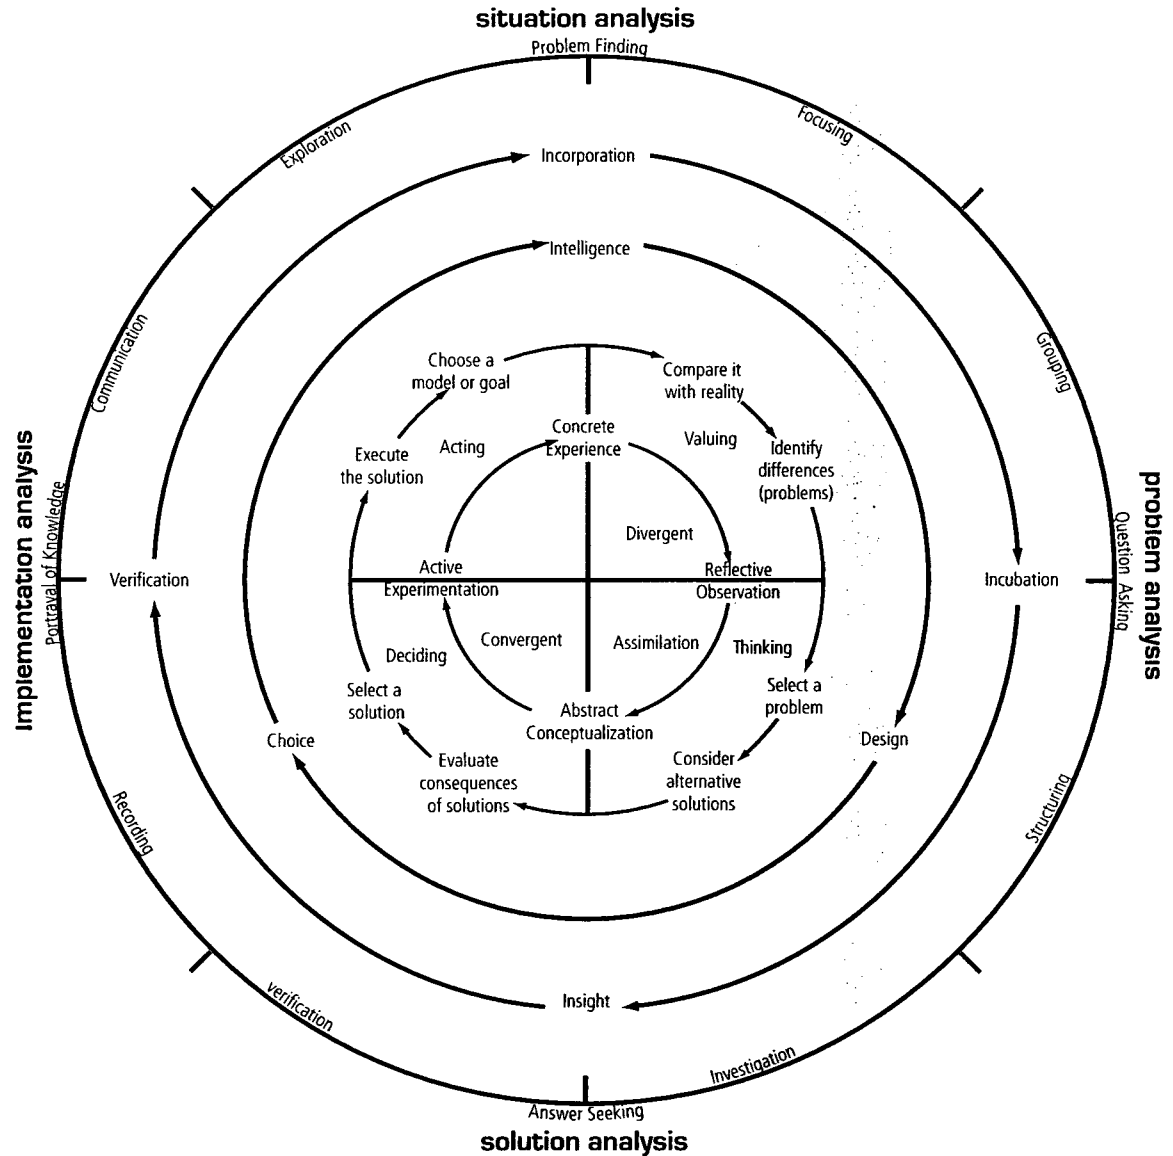 situation analysis
Problem Finding
Focusing
Exploration
Incorporation
Intelligence
Communication
Grouping
Choose a
model or goal
Compare it
with reality
Concrete
Experience
Acting
Valuing
Execute
the solution
Identify
differences
(problems)
Implementation analysis
Portrayal of Knowledge
problem analysis
Question Asking
Divergent
Verification
Active
Experimentation
Reflective
Observation
Incubation
Convergent
Assimilation
Deciding
Thinking
Select a
solution
Select a
problem
Abstract
Conceptualization
Choice
Design
Evaluate
consequences
of solutions
Consider
alternative
solutions
Recording
Structuring
Insight
verification
Investigation
Answer Seeking
solution analysis